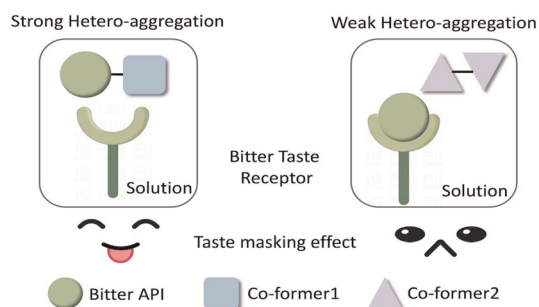 Strong Hetero-aggregation
Weak Hetero-aggregation
Solution
Bitter Taste
Receptor
Solution
Taste masking effect
Bitter API
Co-former1
Co-former2